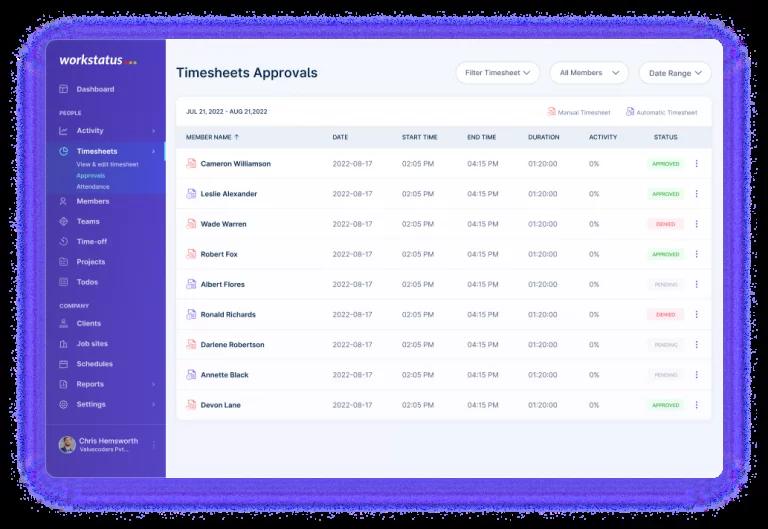 workstatus
Dashboard
PEOPLE
Activity
Timesheets
View & edit timesheet
Approvals
Attendance
Members
Teams
Time-off
Projects
Todos
COMPANY
Clients
Job sites
Schedules
Reports
Settings
Chris Hemsworth
Valuecoders Pvt...
Timesheets Approvals
Filter Timesheet All Members Date Range
JUL 21, 2022 - AUG 21,2022 Manual Timesheet Automatic Timesheet
MEMBER NAME ↑ DATE START TIME END TIME DURATION ACTIVITY STATUS
Cameron Williamson 2022-08-17 02:05 PM 04:15 PM 01:20:00 0% APPROVED
Leslie Alexander 2022-08-17 02:05 PM 04:15 PM 01:20:00 0% APPROVED
Wade Warren 2022-08-17 02:05 PM 04:15 PM 01:20:00 0% DENIED
Robert Fox 2022-08-17 02:05 PM 04:15 PM 01:20:00 0% APPROVED
Albert Flores 2022-08-17 02:05 PM 04:15 PM 01:20:00 0% PENDING
Ronald Richards 2022-08-17 02:05 PM 04:15 PM 01:20:00 0% DENIED
Darlene Robertson 2022-08-17 02:05 PM 04:15 PM 01:20:00 0% PENDING
Annette Black 2022-08-17 02:05 PM 04:15 PM 01:20:00 0% PENDING
Devon Lane 2022-08-17 02:05 PM 04:15 PM 01:20:00 0% APPROVED